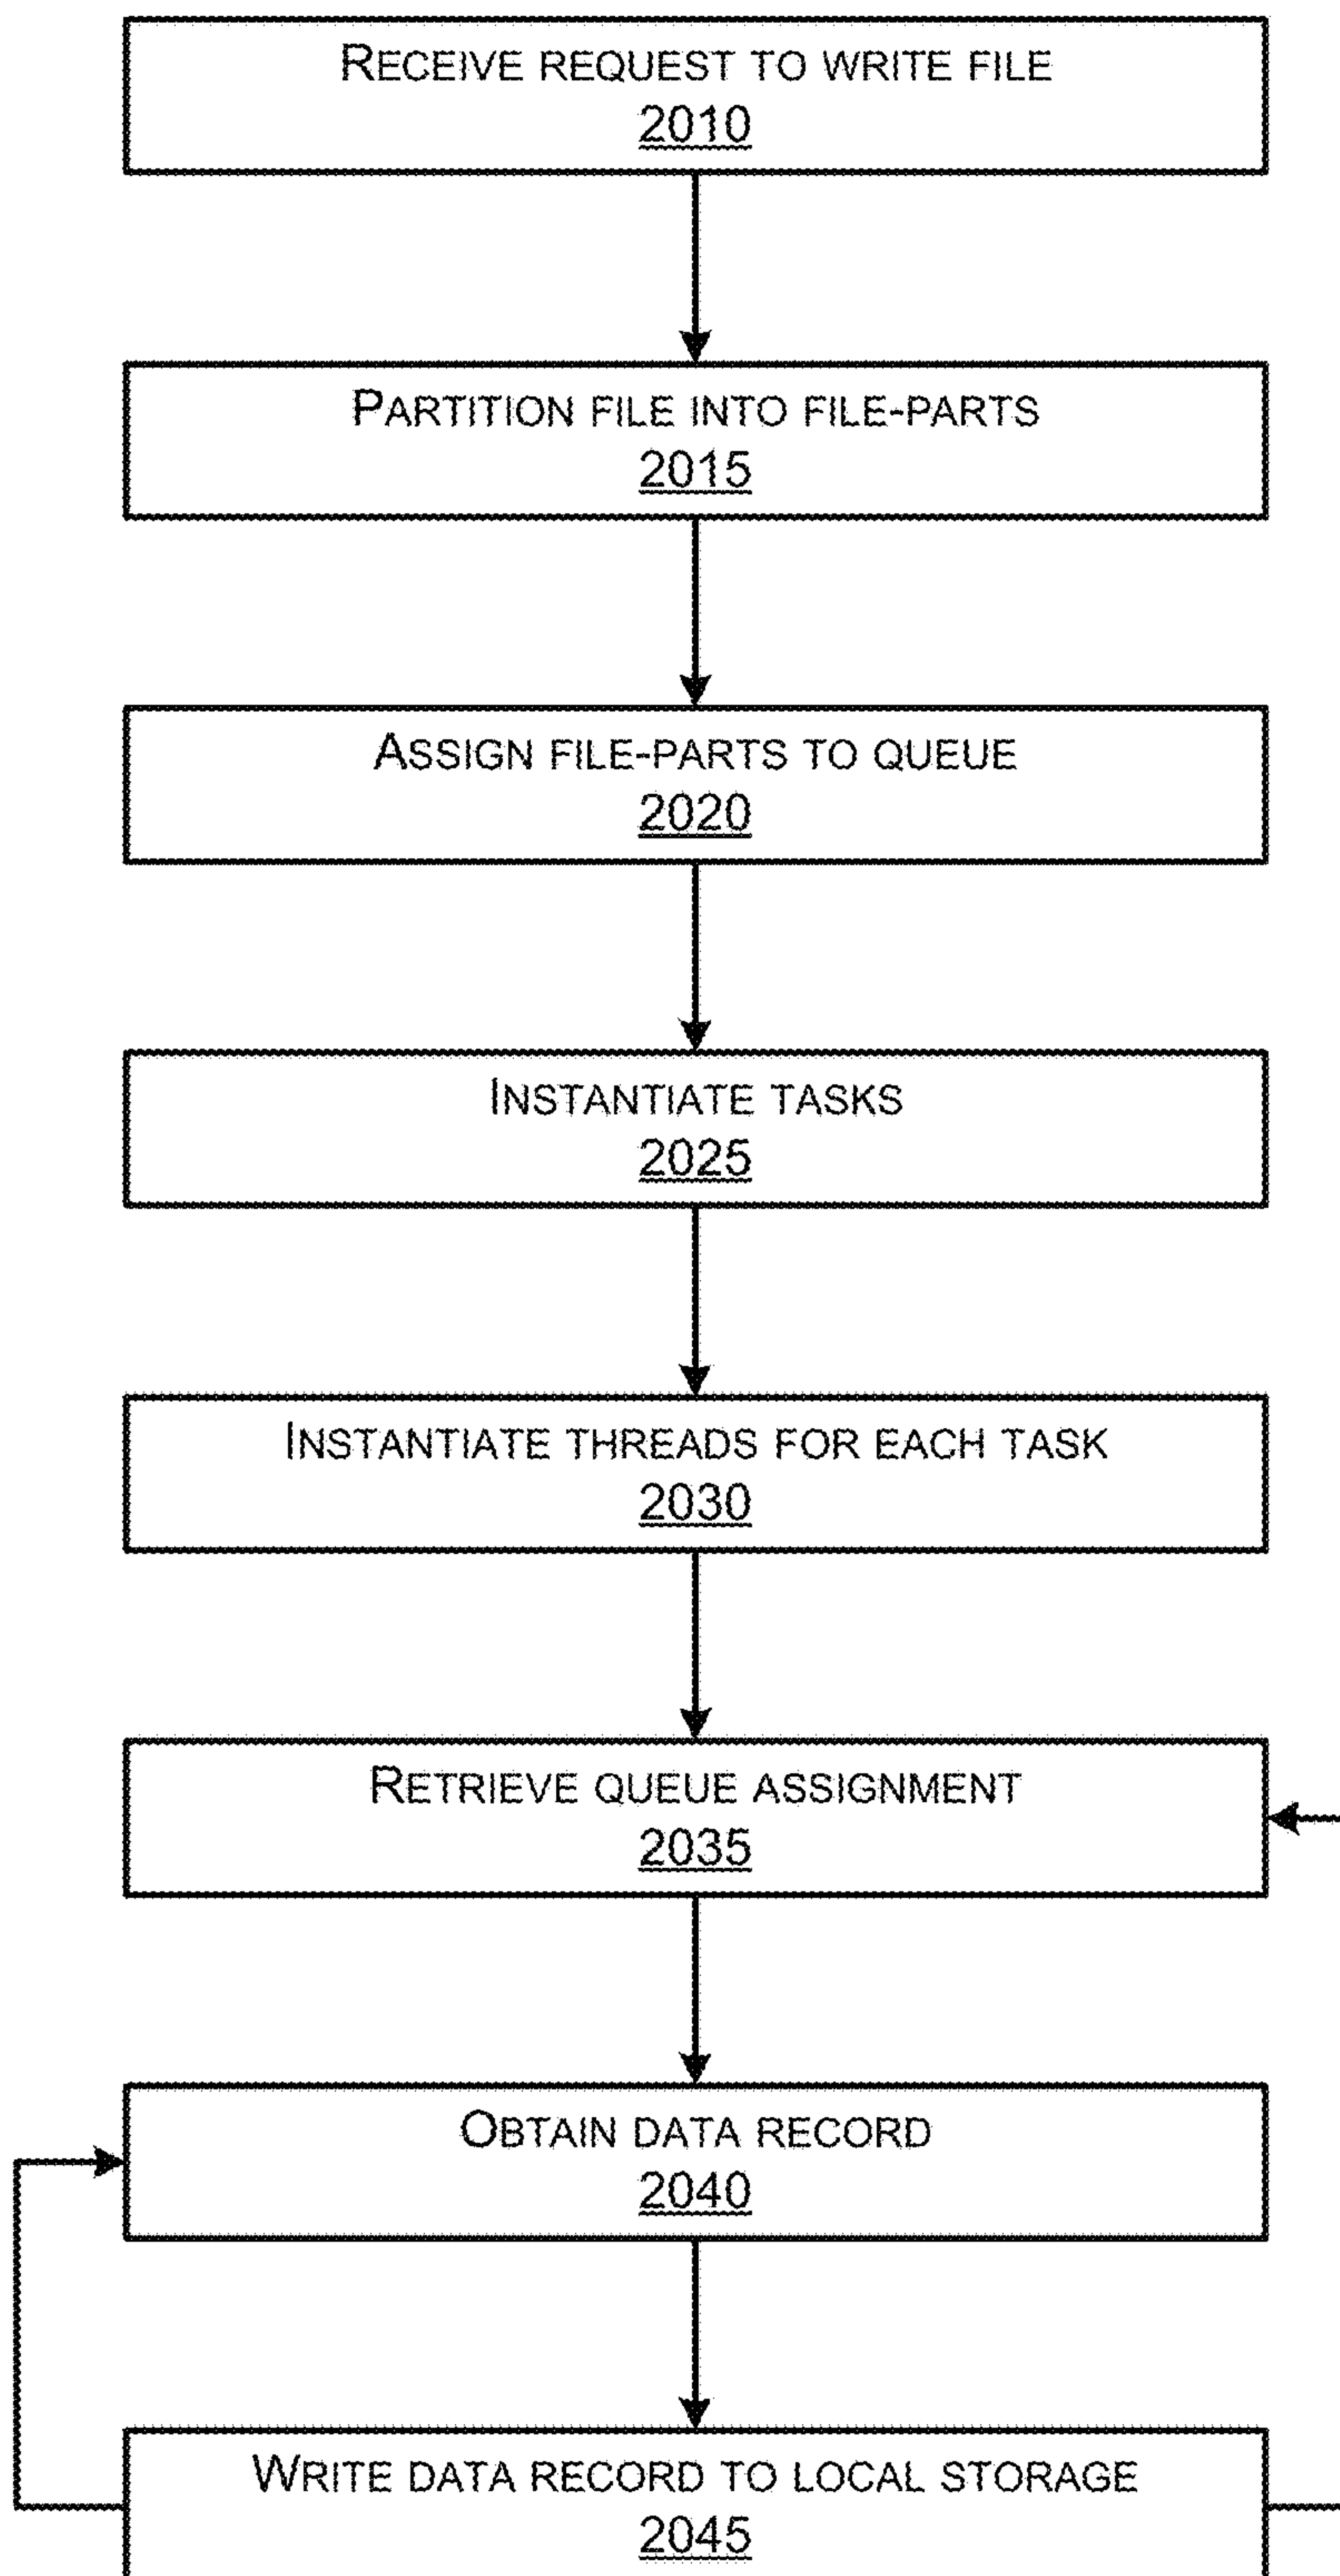 RECEIVE REQUEST TO WRITE FILE
2010
PARTITION FILE INTO FILE-PARTS
2015
ASSIGN FILE-PARTS TO QUEUE
2020
INSTANTIATE TASKS
2025
INSTANTIATE THREADS FOR EACH TASK
2030
RETRIEVE QUEUE ASSIGNMENT
2035
OBTAIN DATA RECORD
2040
WRITE DATA RECORD TO LOCAL STORAGE
2045